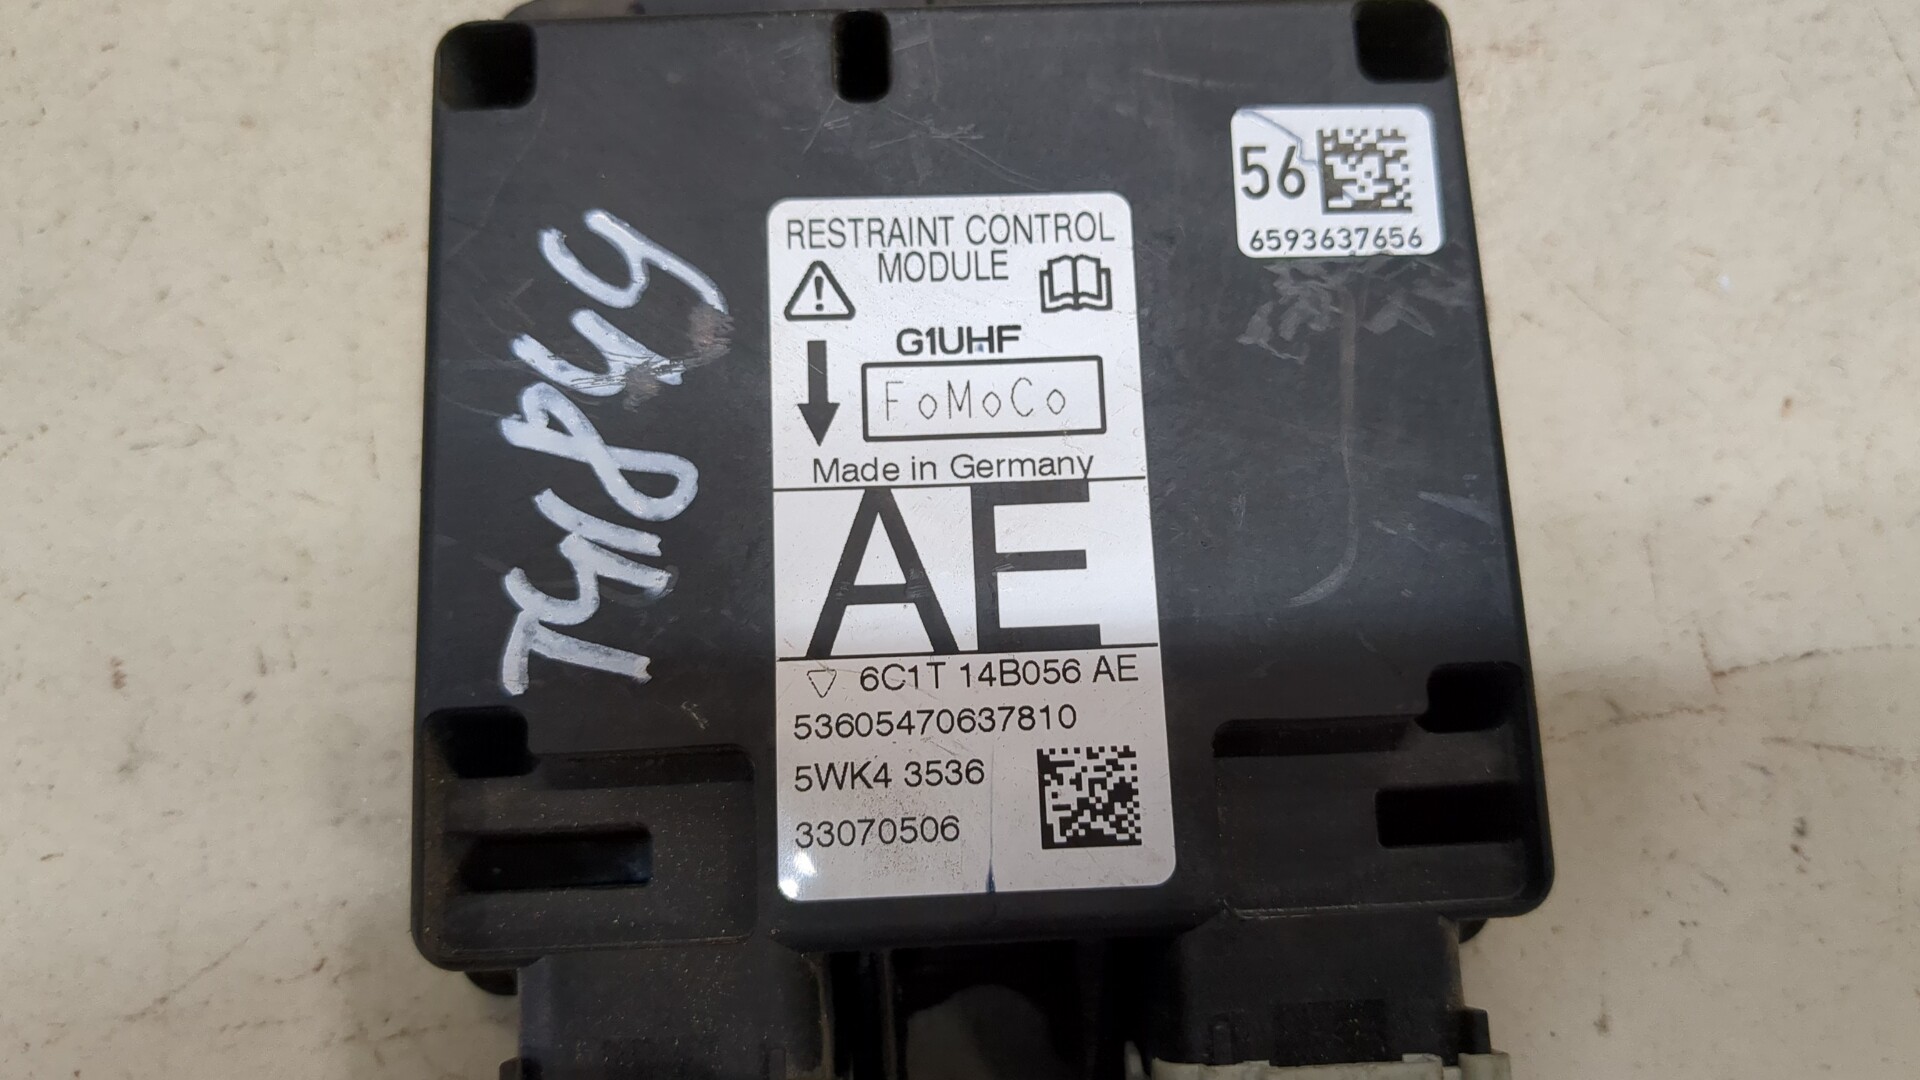 56
6593637656
RESTRAINT CONTROL
MODULE
G1UHF
FoMoCo
Made in Germany
AE
6C1T 14B056 AE
53605470637810
5WK4 3536
33070506